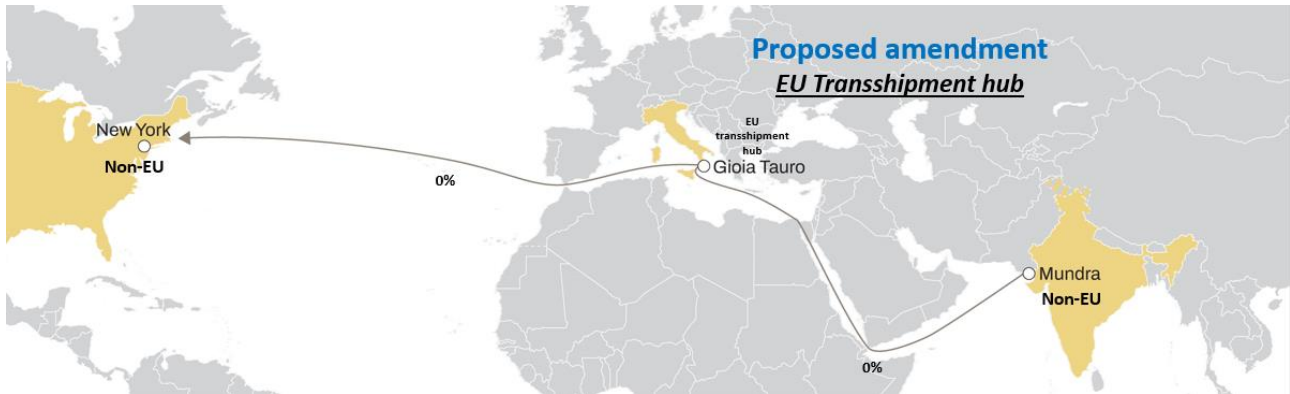 Proposed amendment
EU Transshipment hub
New York
Non-EU
0%
EU
transshipment
hub
Gioia Tauro
Mundra
Non-EU
0%